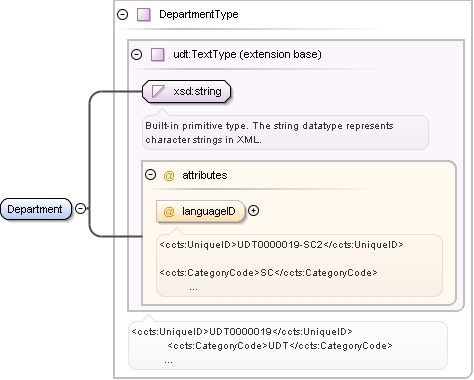 DepartmentType
udt:TextType (extension base)
xsd:string
Built-in primitive type. The string datatype represents
character strings in XML.
@ attributes
Department
@ languageID
<ccts:UniqueID>UDT0000019-SC2</ccts:UniqueID>
<ccts:CategoryCode>SC</ccts:CategoryCode>
...
<ccts:UniqueID>UDT0000019</ccts:UniqueID>
<ccts:CategoryCode>UDT</ccts:CategoryCode>
...